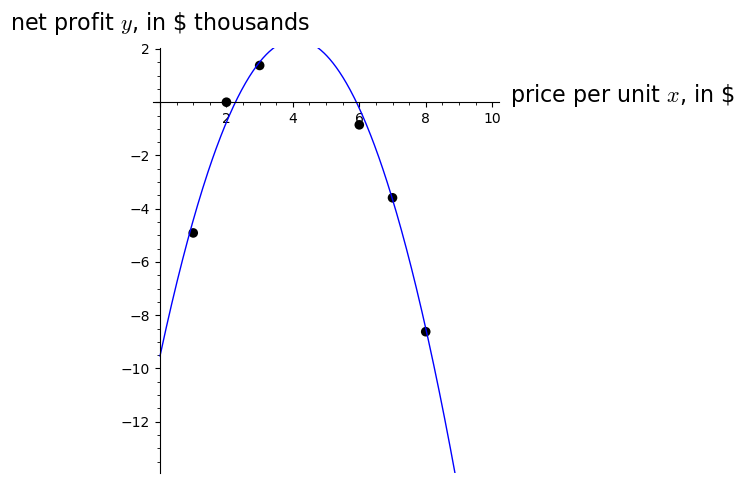 net profit y, in $ thousands
2
price per unit x, in $
2 4 6 8 10
−2
−4
−6
−8
−10
−12